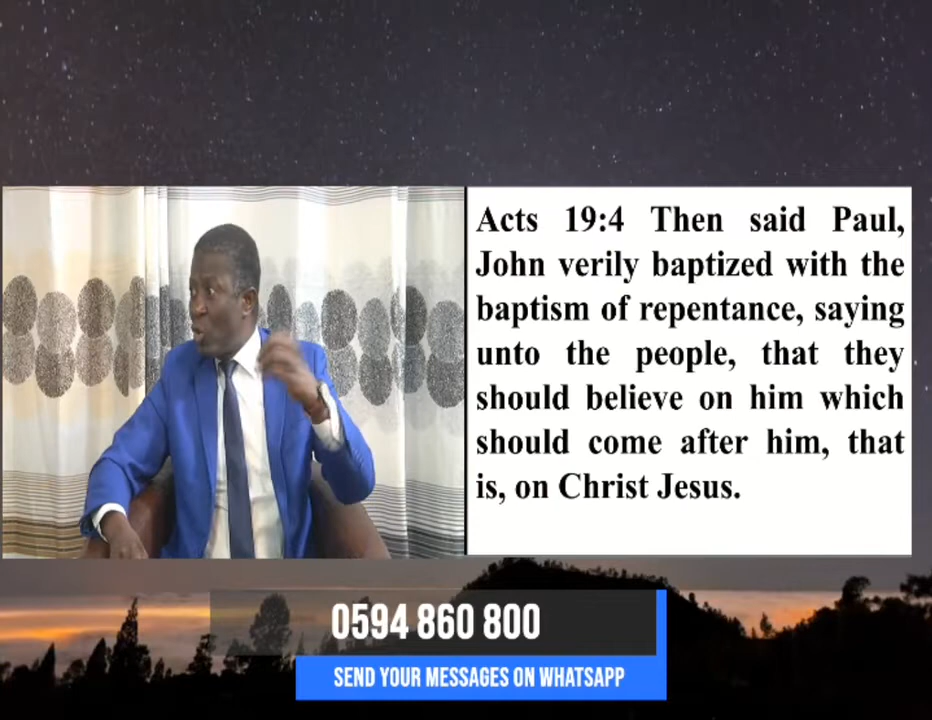 Acts 19:4 Then said Paul,
John verily baptized with the
baptism of repentance, saying
unto the people, that they
should believe on him which
should come after him, that
is, on Christ Jesus.
0594 860 800
SEND YOUR MESSAGES ON WHATSAPP